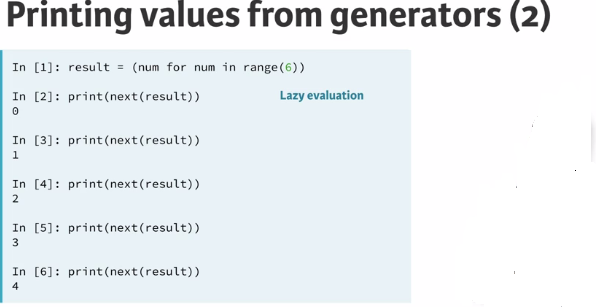 Printing values from generators (2)
In [1]: result = (num for num in range(6))
In [2]: print(next(result))
Lazy evaluation
0
In [3]: print(next(result))
1
In [4]: print(next(result))
2
In [5]: print(next(result))
3
In [6]: print(next(result))
4